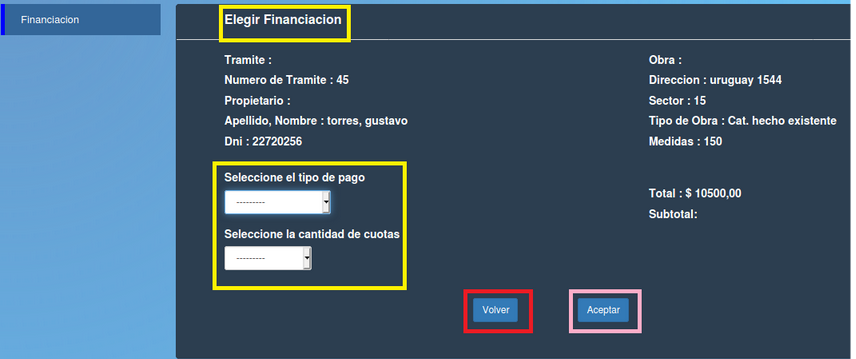 Financiacion
Elegir Financiacion
Tramite :
Numero de Tramite : 45
Propietario :
Apellido, Nombre : torres, gustavo
Dni : 22720256
Obra :
Direccion : uruguay 1544
Sector : 15
Tipo de Obra : Cat. hecho existente
Medidas : 150
Seleccione el tipo de pago
---------
Seleccione la cantidad de cuotas
---------
Total : $ 10500,00
Subtotal:
Volver
Aceptar